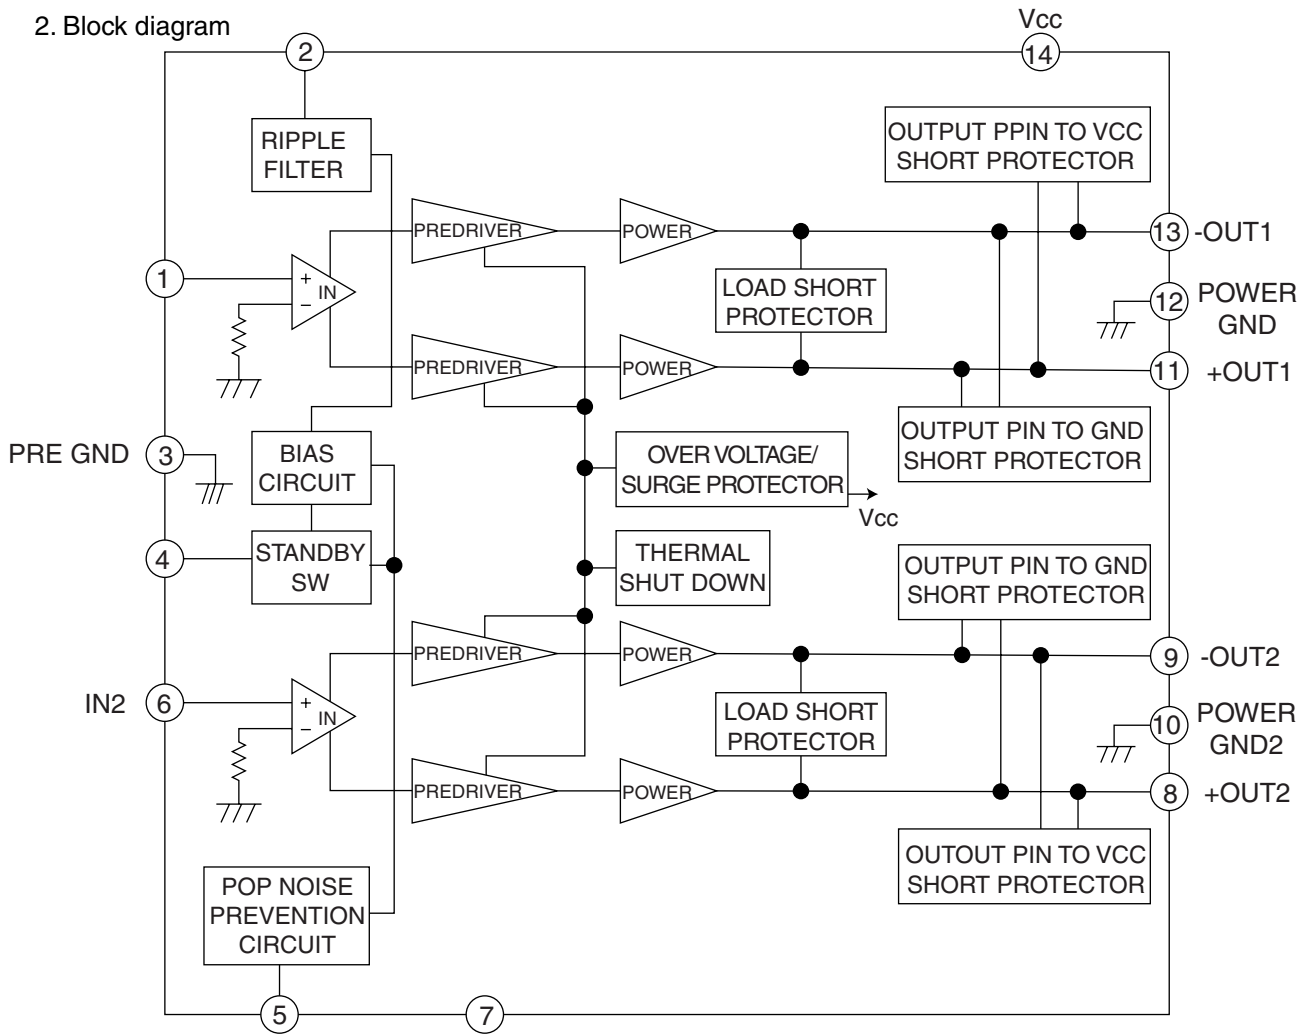 2. Block diagram
Vcc
2
14
RIPPLE
FILTER
OUTPUT PPIN TO VCC
SHORT PROTECTOR
PREDRIVER
POWER
13
-OUT1
1
+
IN
−
LOAD SHORT
PROTECTOR
12
POWER
GND
PREDRIVER
POWER
11
+OUT1
PRE GND
3
BIAS
CIRCUIT
OVER VOLTAGE/
SURGE PROTECTOR
Vcc
OUTPUT PIN TO GND
SHORT PROTECTOR
4
STANDBY
SW
THERMAL
SHUT DOWN
OUTPUT PIN TO GND
SHORT PROTECTOR
PREDRIVER
POWER
9
-OUT2
IN2
6
+
IN
−
LOAD SHORT
PROTECTOR
10
POWER
GND2
PREDRIVER
POWER
8
+OUT2
OUTOUT PIN TO VCC
SHORT PROTECTOR
POP NOISE
PREVENTION
CIRCUIT
5
7